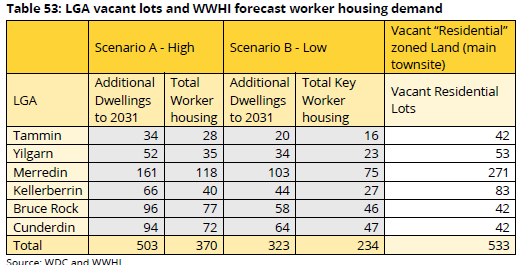 Table 53: LGA vacant lots and WWHI forecast worker housing demand
Scenario A - High Scenario B - Low Vacant “Residential” zoned Land (main townsite)
LGA Additional Dwellings to 2031 Total Worker housing Additional Dwellings to 2031 Total Key Worker housing Vacant Residential Lots
Tammin 34 28 20 16 42
Yilgarn 52 35 34 23 53
Merredin 161 118 103 75 271
Kellerberrin 66 40 44 27 83
Bruce Rock 96 77 58 46 42
Cunderdin 94 72 64 47 42
Total 503 370 323 234 533
Source: WDC and WWHI